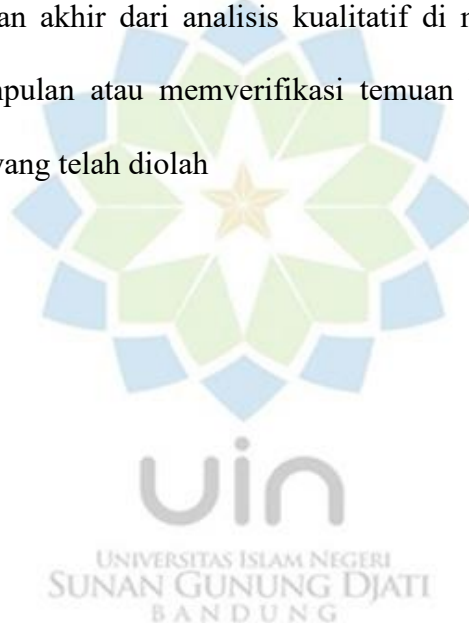 an akhir dari analisis kualitatif di
pulan atau memverifikasi temuan
yang telah diolah
uin
UNIVERSITAS ISLAM NEGERI
SUNAN GUNUNG DJATI
BANDUNG